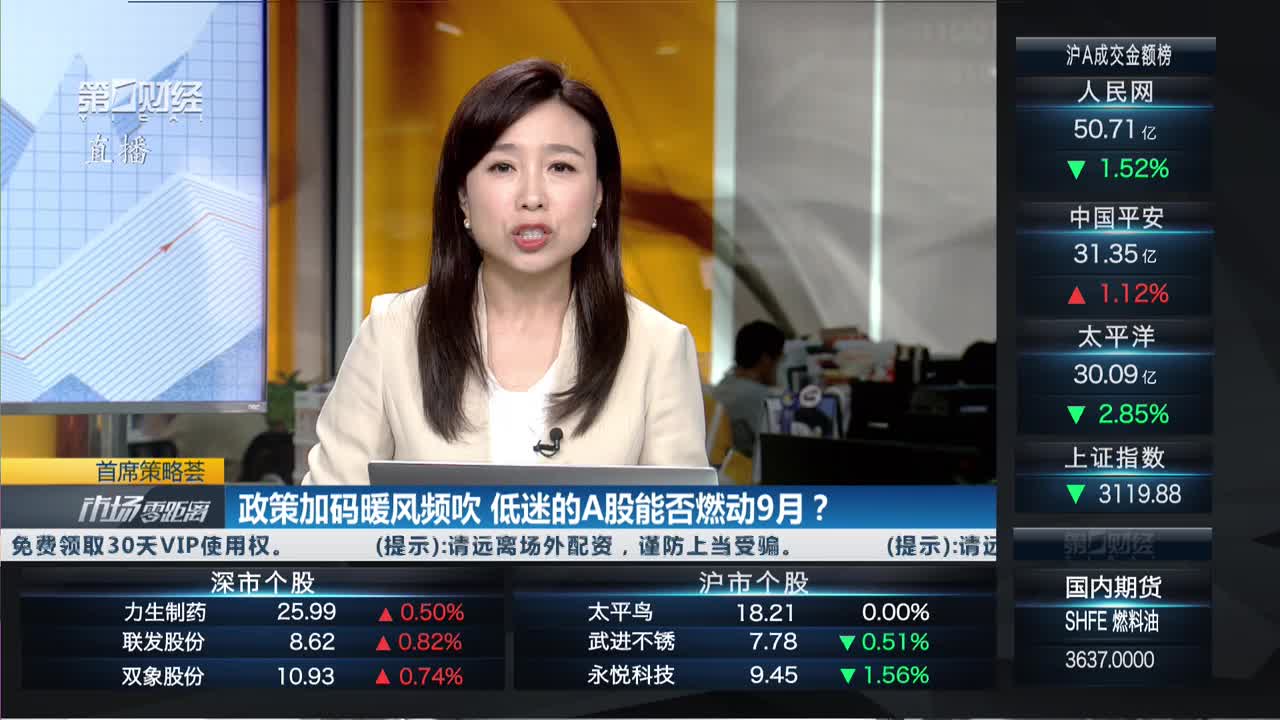 第一财经
YICAI
直播
首席策略荟
市场零距离
政策加码暖风频吹 低迷的A股能否燃动9月？
免费领取30天VIP使用权。 (提示):请远离场外配资，谨防上当受骗。 (提示):请远
深市个股
力生制药 25.99 ▲ 0.50%
联发股份 8.62 ▲ 0.82%
双象股份 10.93 ▲ 0.74%
沪市个股
太平鸟 18.21 0.00%
武进不锈 7.78 ▼ 0.51%
永悦科技 9.45 ▼ 1.56%
沪A成交金额榜
人民网
50.71亿
▼ 1.52%
中国平安
31.35亿
▲ 1.12%
太平洋
30.09亿
▼ 2.85%
上证指数
▼ 3119.88
第一财经
国内期货
SHFE 燃料油
3637.0000